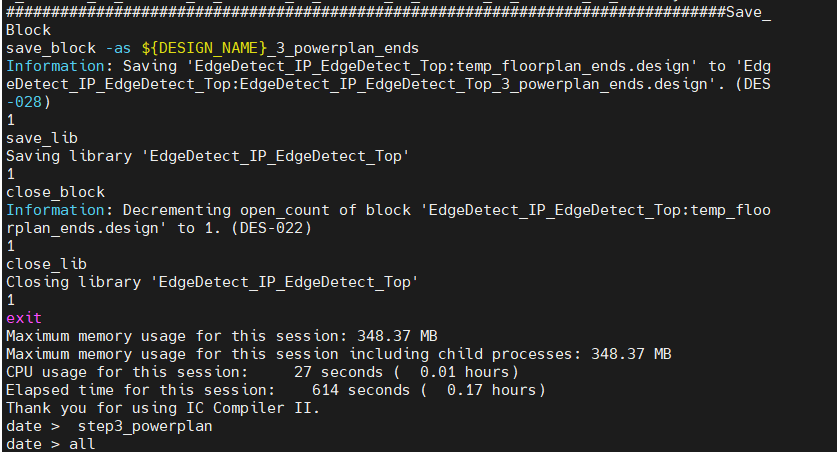 ################################################################################Save_
Block
save_block -as ${DESIGN_NAME}_3_powerplan_ends
Information: Saving 'EdgeDetect_IP_EdgeDetect_Top:temp_floorplan_ends.design' to 'Edg
eDetect_IP_EdgeDetect_Top:EdgeDetect_IP_EdgeDetect_Top_3_powerplan_ends.design'. (DES
-028)
1
save_lib
Saving library 'EdgeDetect_IP_EdgeDetect_Top'
1
close_block
Information: Decrementing open_count of block 'EdgeDetect_IP_EdgeDetect_Top:temp_floo
rplan_ends.design' to 1. (DES-022)
1
close_lib
Closing library 'EdgeDetect_IP_EdgeDetect_Top'
1
exit
Maximum memory usage for this session: 348.37 MB
Maximum memory usage for this session including child processes: 348.37 MB
CPU usage for this session:     27 seconds (  0.01 hours)
Elapsed time for this session:    614 seconds (  0.17 hours)
Thank you for using IC Compiler II.
date >  step3_powerplan
date > all